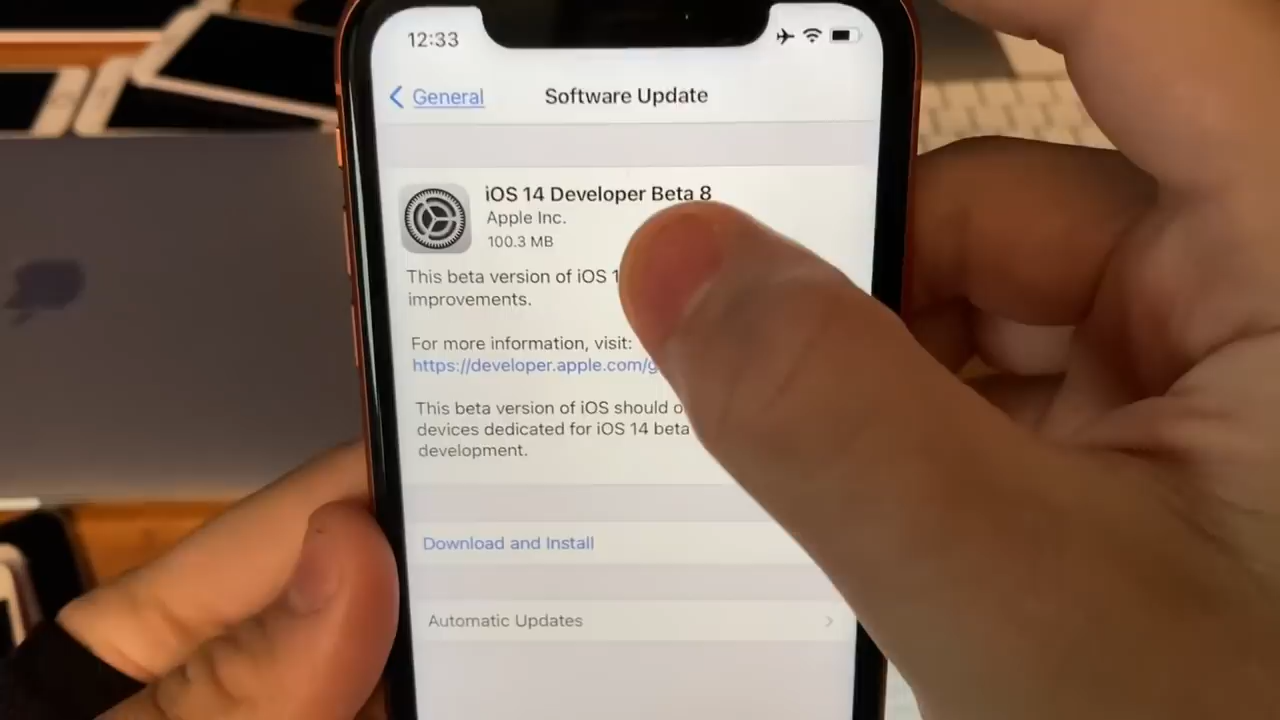 12:33
General
Software Update
iOS 14 Developer Beta 8
Apple Inc.
100.3 MB
This beta version of iOS 1
improvements.
For more information, visit:
https://developer.apple.com/g
This beta version of iOS should o
devices dedicated for iOS 14 beta
development.
Download and Install
Automatic Updates